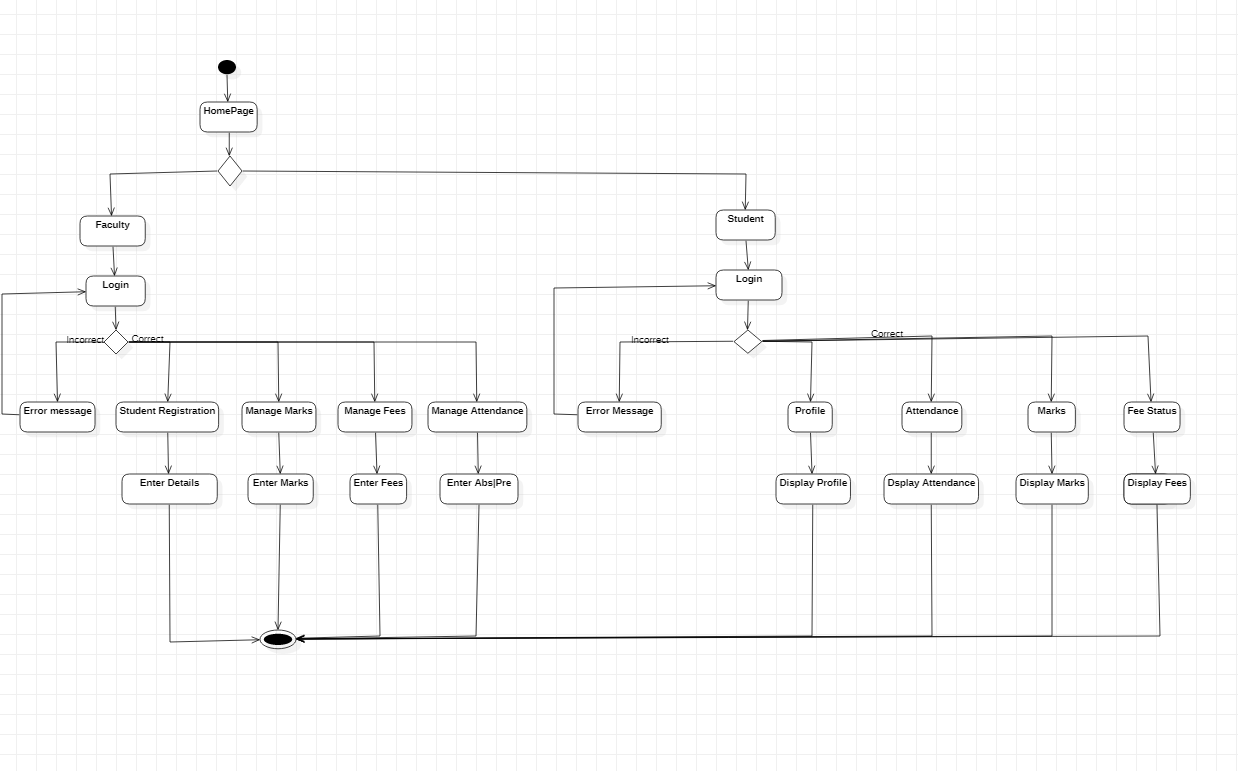 HomePage
Faculty
Student
Login
Login
Incorrect
Correct
Incorrect
Correct
Error message
Student Registration
Manage Marks
Manage Fees
Manage Attendance
Error Message
Profile
Attendance
Marks
Fee Status
Enter Details
Enter Marks
Enter Fees
Enter Abs|Pre
Display Profile
Dsplay Attendance
Display Marks
Display Fees